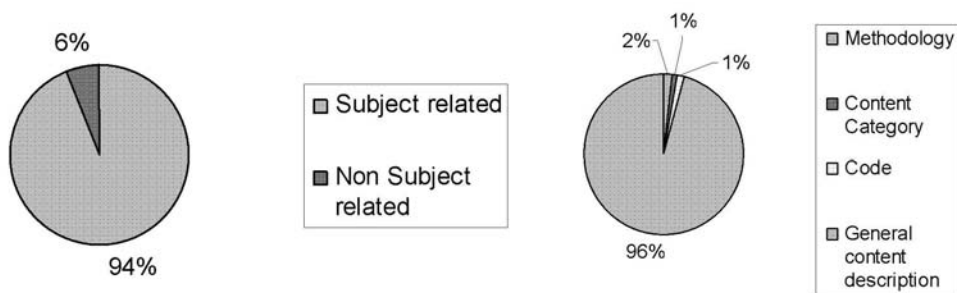 6%
94%
Subject related
Non Subject
related
2%
1%
1%
96%
Methodology
Content
Category
Code
General
content
description